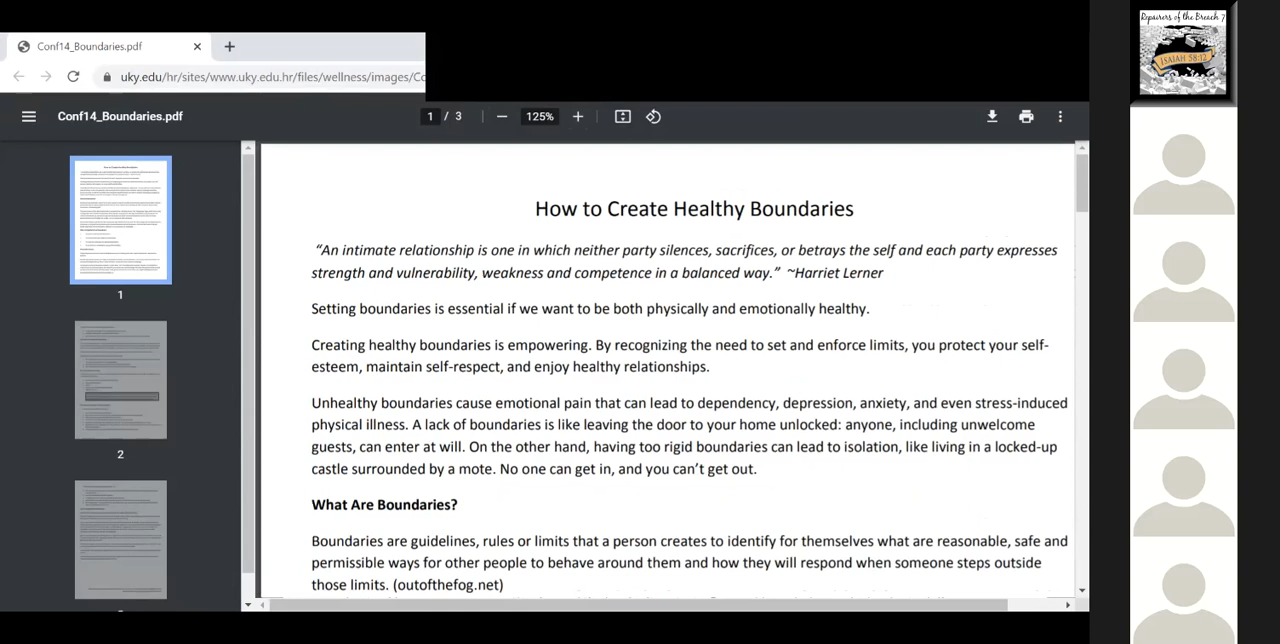 Conf14_Boundaries.pdf
uky.edu/hr/sites/www.uky.edu.hr/files/wellness/images/Co
Conf14_Boundaries.pdf
1 / 3
125%
How to Create Healthy Boundaries
“An intimate relationship is one in which neither party silences, sacrifices, or betrays the self and each party expresses
strength and vulnerability, weakness and competence in a balanced way.” ~Harriet Lerner
Setting boundaries is essential if we want to be both physically and emotionally healthy.
Creating healthy boundaries is empowering. By recognizing the need to set and enforce limits, you protect your self-
esteem, maintain self-respect, and enjoy healthy relationships.
Unhealthy boundaries cause emotional pain that can lead to dependency, depression, anxiety, and even stress-induced
physical illness. A lack of boundaries is like leaving the door to your home unlocked: anyone, including unwelcome
guests, can enter at will. On the other hand, having too rigid boundaries can lead to isolation, like living in a locked-up
castle surrounded by a mote. No one can get in, and you can’t get out.
What Are Boundaries?
Boundaries are guidelines, rules or limits that a person creates to identify for themselves what are reasonable, safe and
permissible ways for other people to behave around them and how they will respond when someone steps outside
those limits. (outofthefog.net)
1
2
Repairers of the Breach 7
ISAIAH 58:12